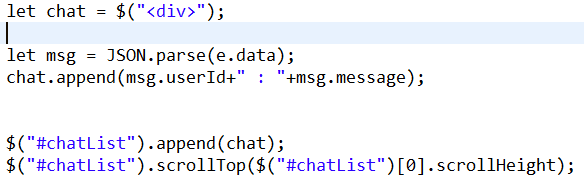 let chat = $("<div>");
let msg = JSON.parse(e.data);
chat.append(msg.userId+" : "+msg.message);
$("#chatList").append(chat);
$("#chatList").scrollTop($("#chatList")[0].scrollHeight);